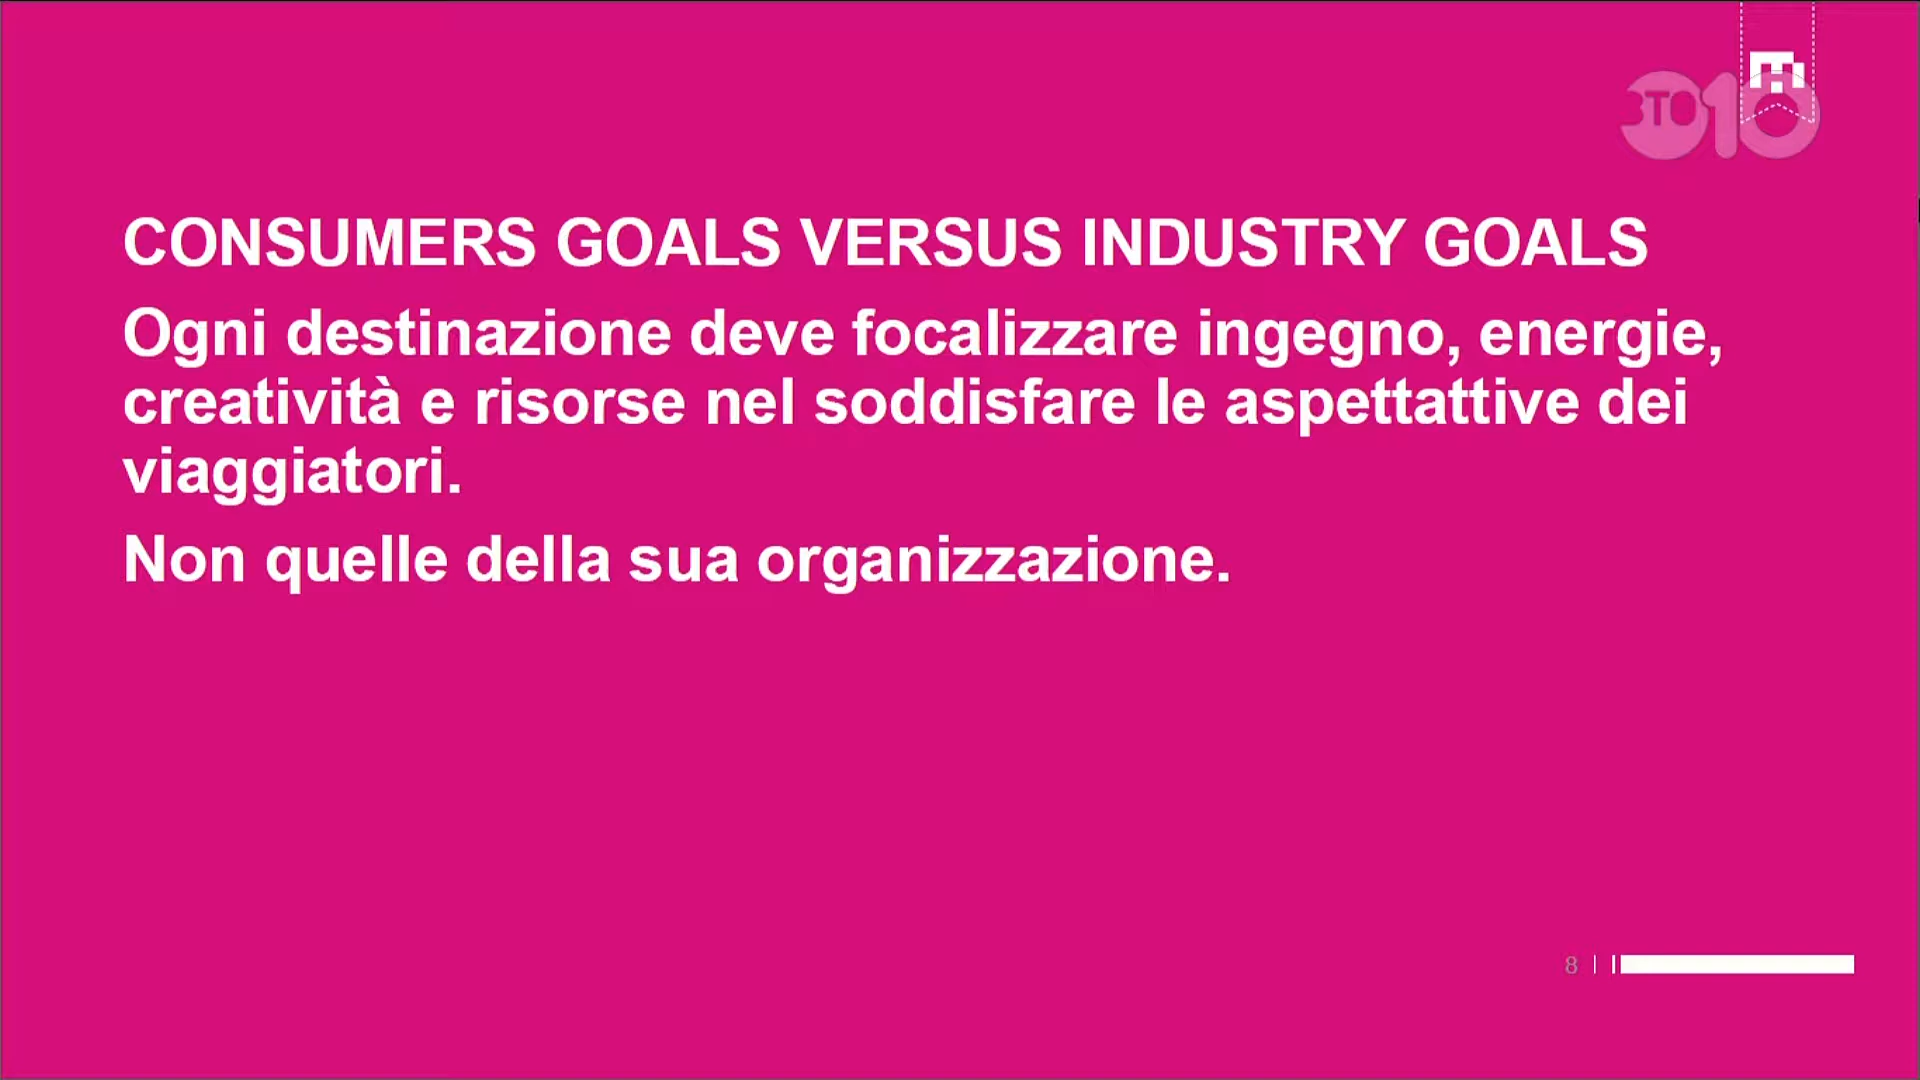 BTO10
CONSUMERS GOALS VERSUS INDUSTRY GOALS
Ogni destinazione deve focalizzare ingegno, energie,
creatività e risorse nel soddisfare le aspettattive dei
viaggiatori.
Non quelle della sua organizzazione.
8